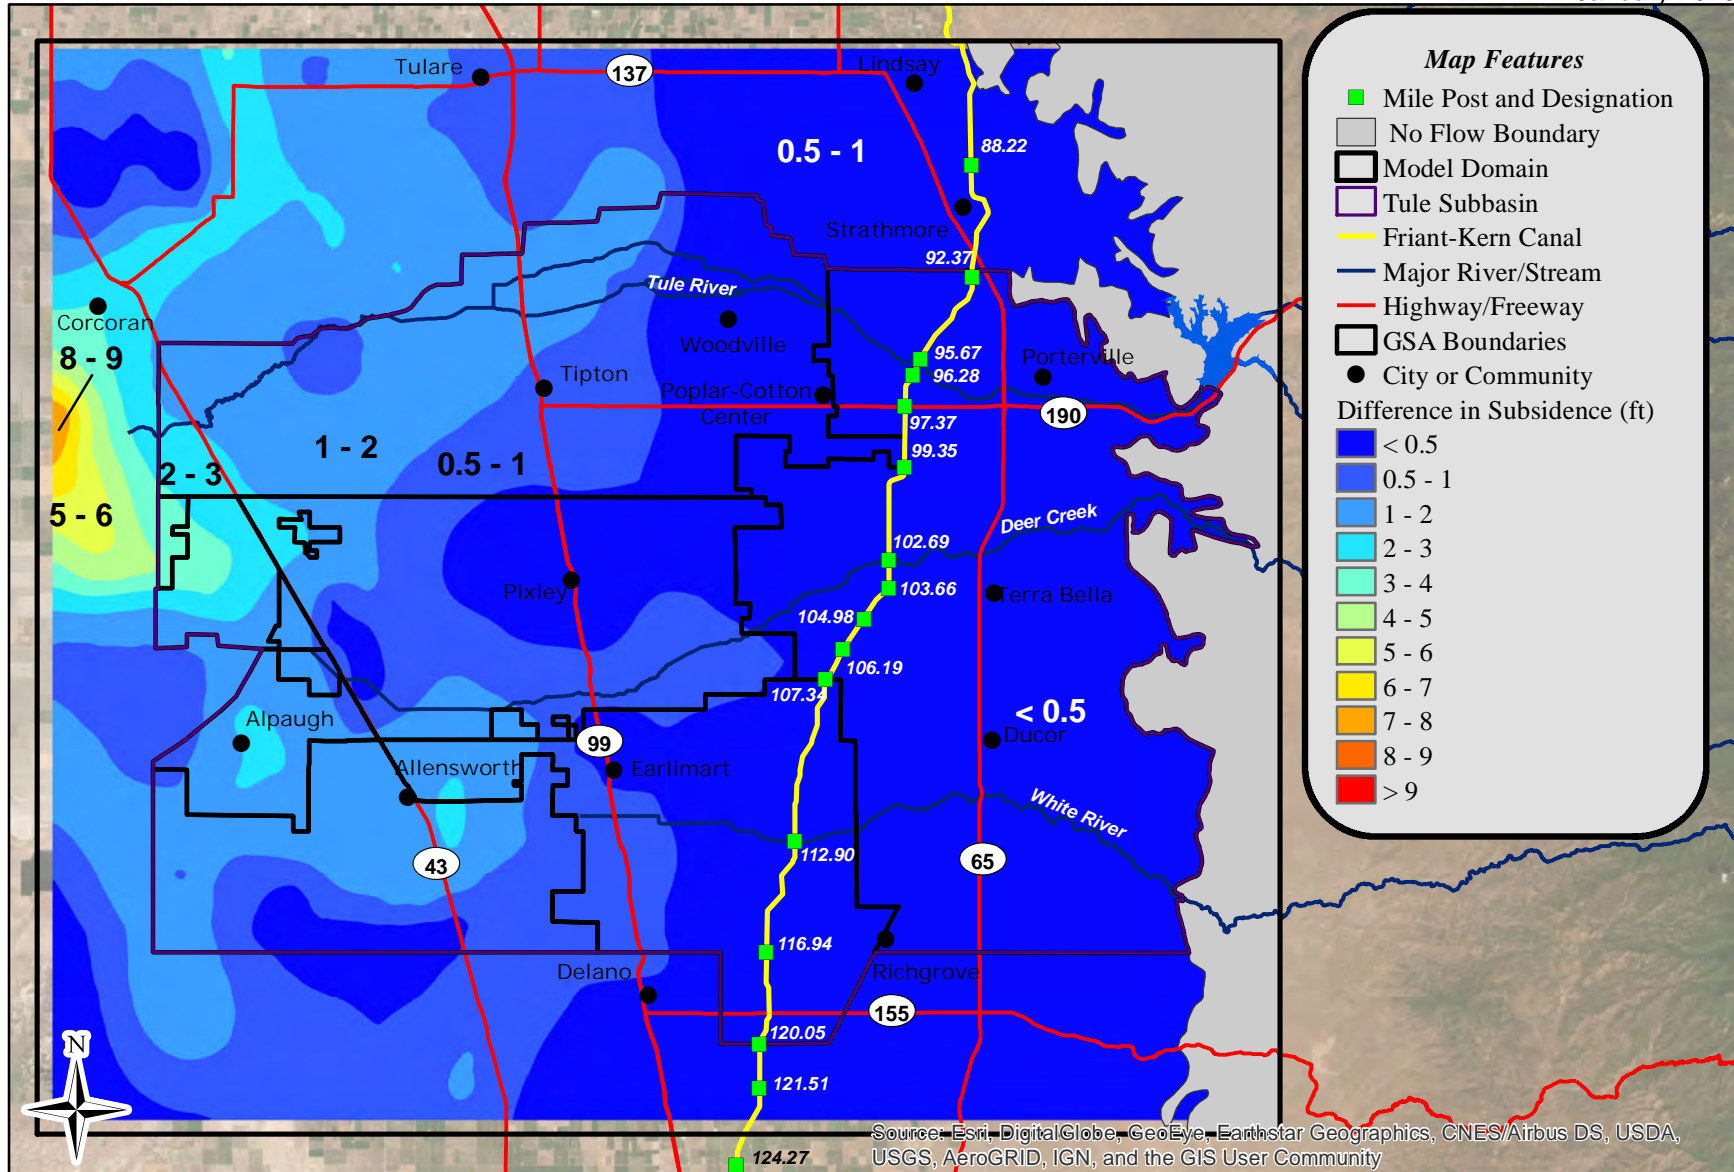 Tulare
137
Lindsay
0.5 - 1
88.22
Strathmore
92.37
Tule River
Corcoran
Woodville
8 - 9
95.67
Porterville
96.28
Tipton
Poplar-Cotton
Center
190
97.37
1 - 2
0.5 - 1
99.35
2 - 3
5 - 6
Deer Creek
102.69
Pixley
103.66
Terra Bella
104.98
106.19
107.34
< 0.5
Alpaugh
99
Ducor
Allensworth
Earlimart
White River
112.90
43
65
116.94
Delano
Richgrove
155
120.05
121.51
N
124.27
Map Features
Mile Post and Designation
No Flow Boundary
Model Domain
Tule Subbasin
Friant-Kern Canal
Major River/Stream
Highway/Freeway
GSA Boundaries
City or Community
Difference in Subsidence (ft)
< 0.5
0.5 - 1
1 - 2
2 - 3
3 - 4
4 - 5
5 - 6
6 - 7
7 - 8
8 - 9
> 9
Source: Esri, DigitalGlobe, GeoEye, Earthstar Geographics, CNES/Airbus DS, USDA,
USGS, AeroGRID, IGN, and the GIS User Community